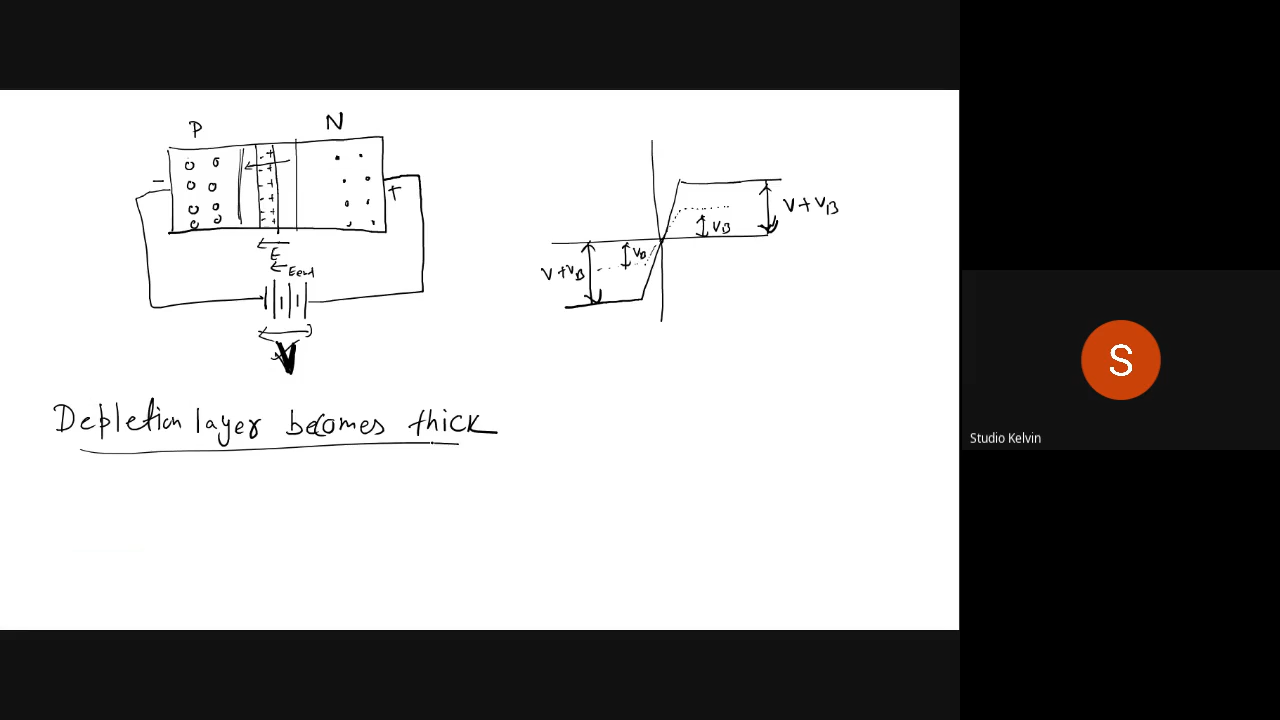 P N
- +
E
Eext
V
V + VB
VB
VB
V + VB
Depletion layer becomes thick
S
Studio Kelvin